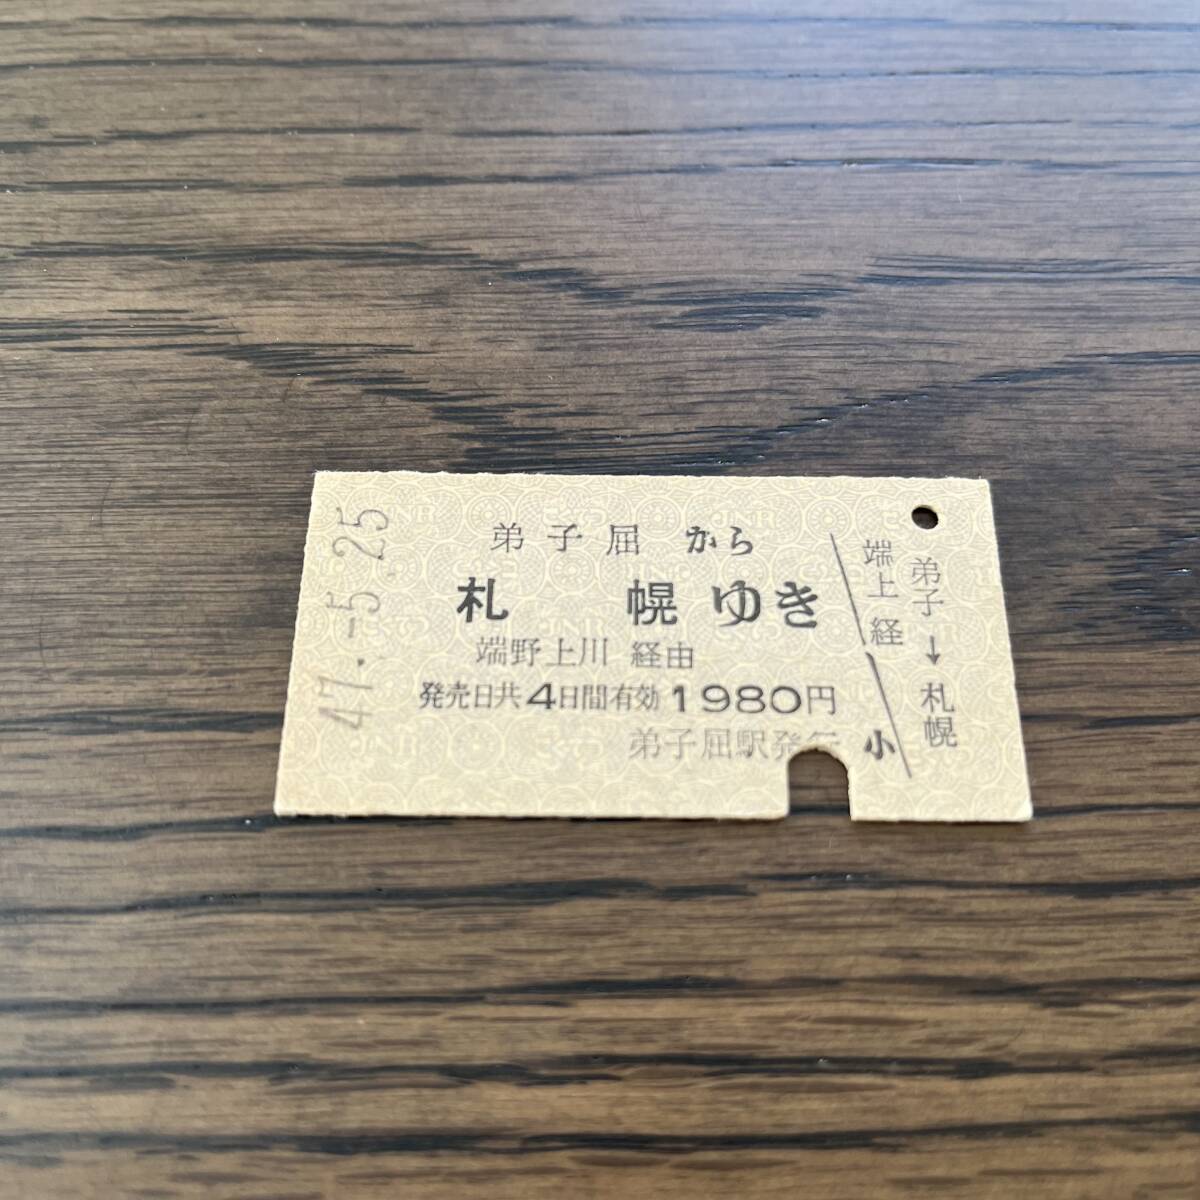 47.-5.25
弟子屈から
札幌ゆき
端野上川経由
発売日共4日間有効1980円
弟子屈駅発行
小
端上経
弟子→札幌